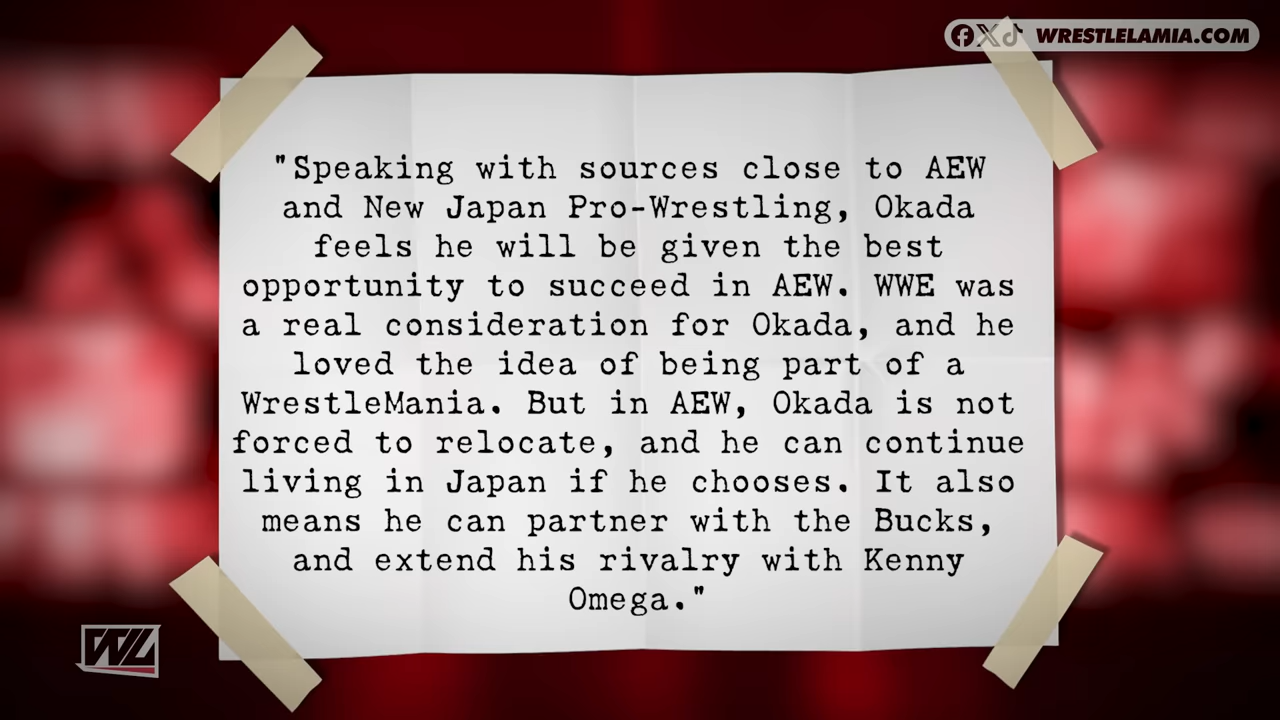 WRESTLELAMIA.COM
"Speaking with sources close to AEW
and New Japan Pro-Wrestling, Okada
feels he will be given the best
opportunity to succeed in AEW. WWE was
a real consideration for Okada, and he
loved the idea of being part of a
WrestleMania. But in AEW, Okada is not
forced to relocate, and he can continue
living in Japan if he chooses. It also
means he can partner with the Bucks,
and extend his rivalry with Kenny
Omega."
WL